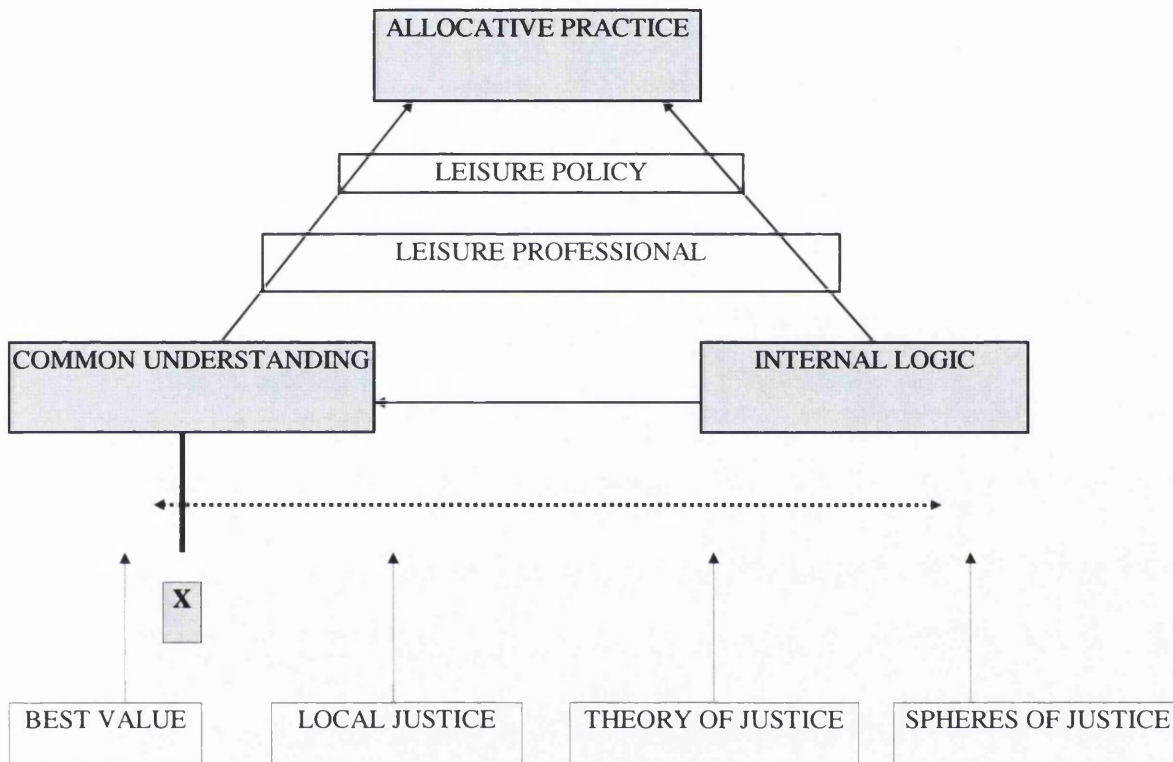 ALLOCATIVE PRACTICE
LEISURE POLICY
LEISURE PROFESSIONAL
COMMON UNDERSTANDING
INTERNAL LOGIC
X
BEST VALUE
LOCAL JUSTICE
THEORY OF JUSTICE
SPHERES OF JUSTICE